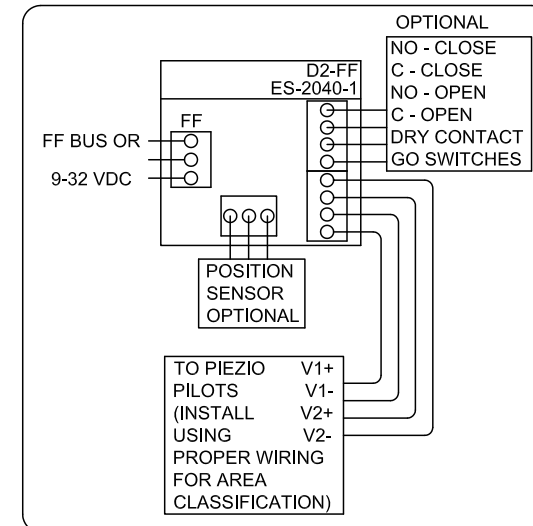 OPTIONAL
NO - CLOSE
C - CLOSE
NO - OPEN
C - OPEN
DRY CONTACT
GO SWITCHES
D2-FF
ES-2040-1
FF
FF BUS OR
9-32 VDC
POSITION
SENSOR
OPTIONAL
TO PIEZIO V1+
PILOTS V1-
(INSTALL V2+
USING V2-
PROPER WIRING
FOR AREA
CLASSIFICATION)